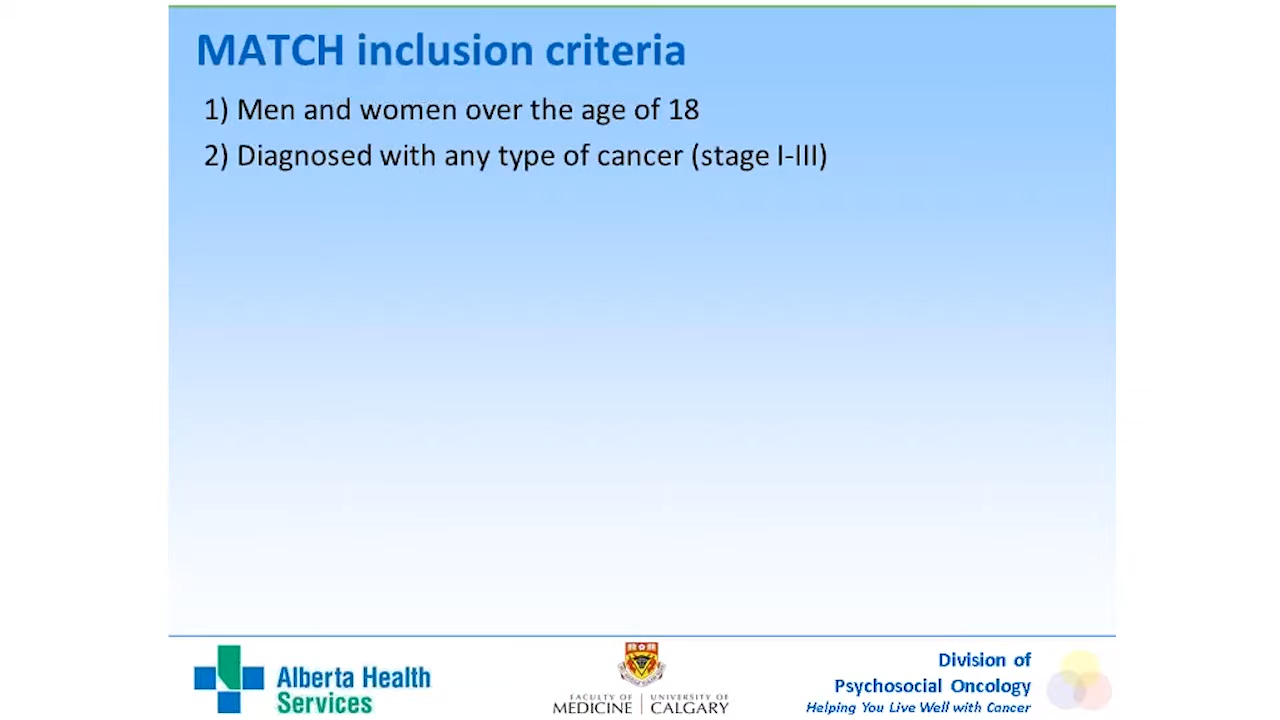 MATCH inclusion criteria
1) Men and women over the age of 18
2) Diagnosed with any type of cancer (stage I-III)
Alberta Health
Services
FACULTY OF | UNIVERSITY OF
MEDICINE | CALGARY
Division of
Psychosocial Oncology
Helping You Live Well with Cancer